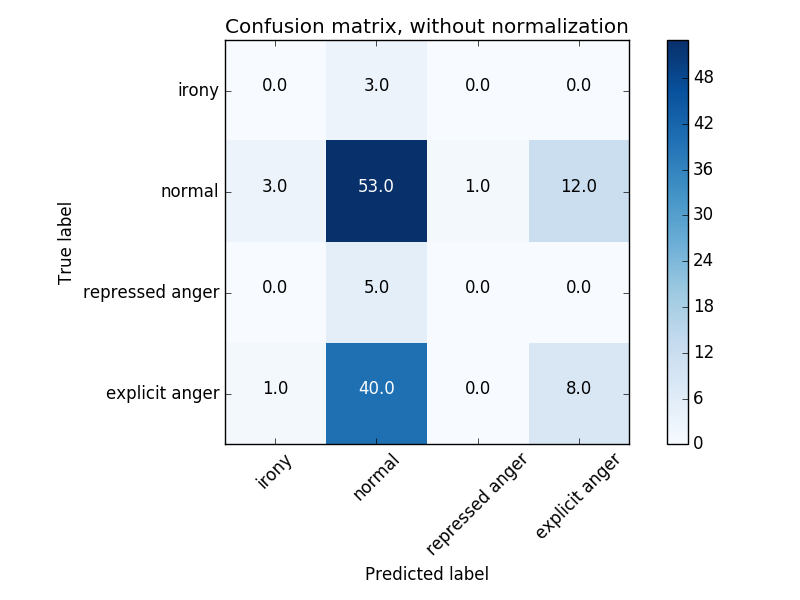 Confusion matrix, without normalization
True label
irony 0.0 3.0 0.0 0.0
normal 3.0 53.0 1.0 12.0
repressed anger 0.0 5.0 0.0 0.0
explicit anger 1.0 40.0 0.0 8.0
irony normal repressed anger explicit anger
Predicted label
48
42
36
30
24
18
12
6
0